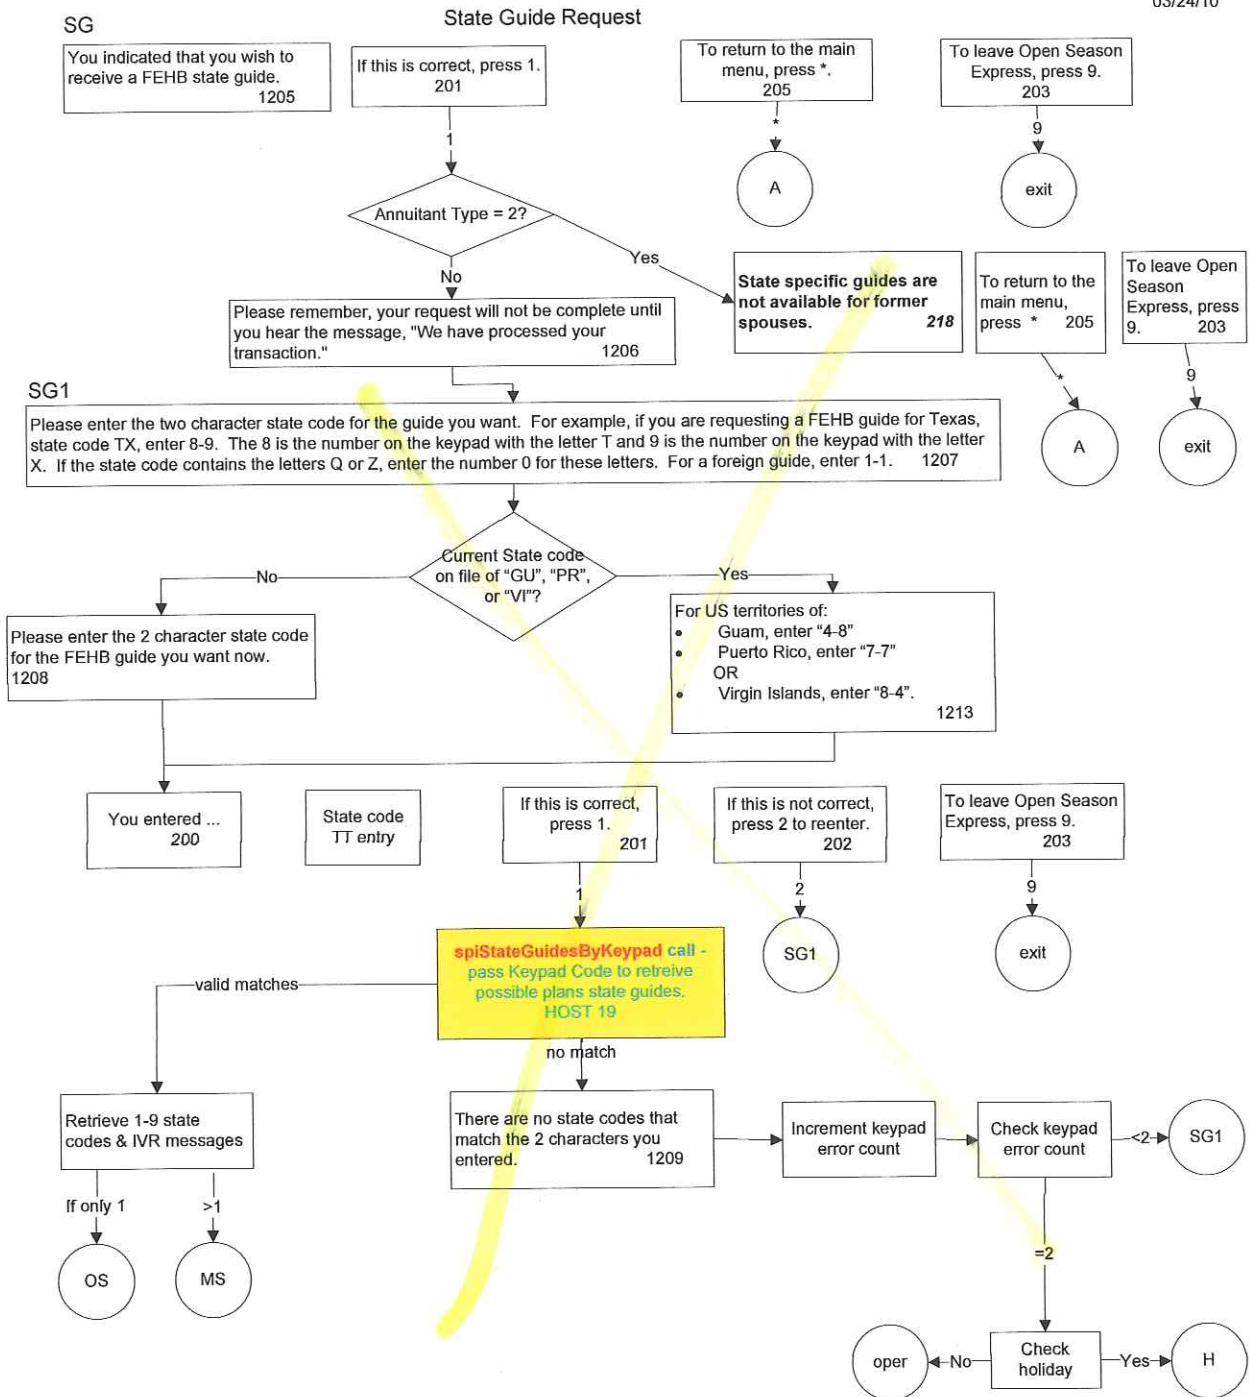 03/24/10
State Guide Request
SG
You indicated that you wish to
receive a FEHB state guide.
1205
If this is correct, press 1.
201
To return to the main
menu, press *.
205
To leave Open Season
Express, press 9.
203
1
*
9
A
exit
Annuitant Type = 2?
Yes
No
State specific guides are
not available for former
spouses. 218
To return to the
main menu,
press * 205
To leave Open
Season
Express, press
9. 203
Please remember, your request will not be complete until
you hear the message, "We have processed your
transaction." 1206
*
9
A
exit
SG1
Please enter the two character state code for the guide you want. For example, if you are requesting a FEHB guide for Texas,
state code TX, enter 8-9. The 8 is the number on the keypad with the letter T and 9 is the number on the keypad with the letter
X. If the state code contains the letters Q or Z, enter the number 0 for these letters. For a foreign guide, enter 1-1. 1207
Current State code
on file of "GU", "PR",
or "VI"?
No
Yes
Please enter the 2 character state code
for the FEHB guide you want now.
1208
For US territories of:
• Guam, enter "4-8"
• Puerto Rico, enter "7-7"
OR
• Virgin Islands, enter "8-4".
1213
You entered ...
200
State code
TT entry
If this is correct,
press 1.
201
If this is not correct,
press 2 to reenter.
202
To leave Open Season
Express, press 9.
203
1
2
9
SG1
exit
spiStateGuidesByKeypad call -
pass Keypad Code to retreive
possible plans state guides.
HOST 19
valid matches
no match
Retrieve 1-9 state
codes & IVR messages
There are no state codes that
match the 2 characters you
entered. 1209
Increment keypad
error count
Check keypad
error count
<2
SG1
If only 1
>1
OS
MS
=2
oper
No
Check
holiday
Yes
H